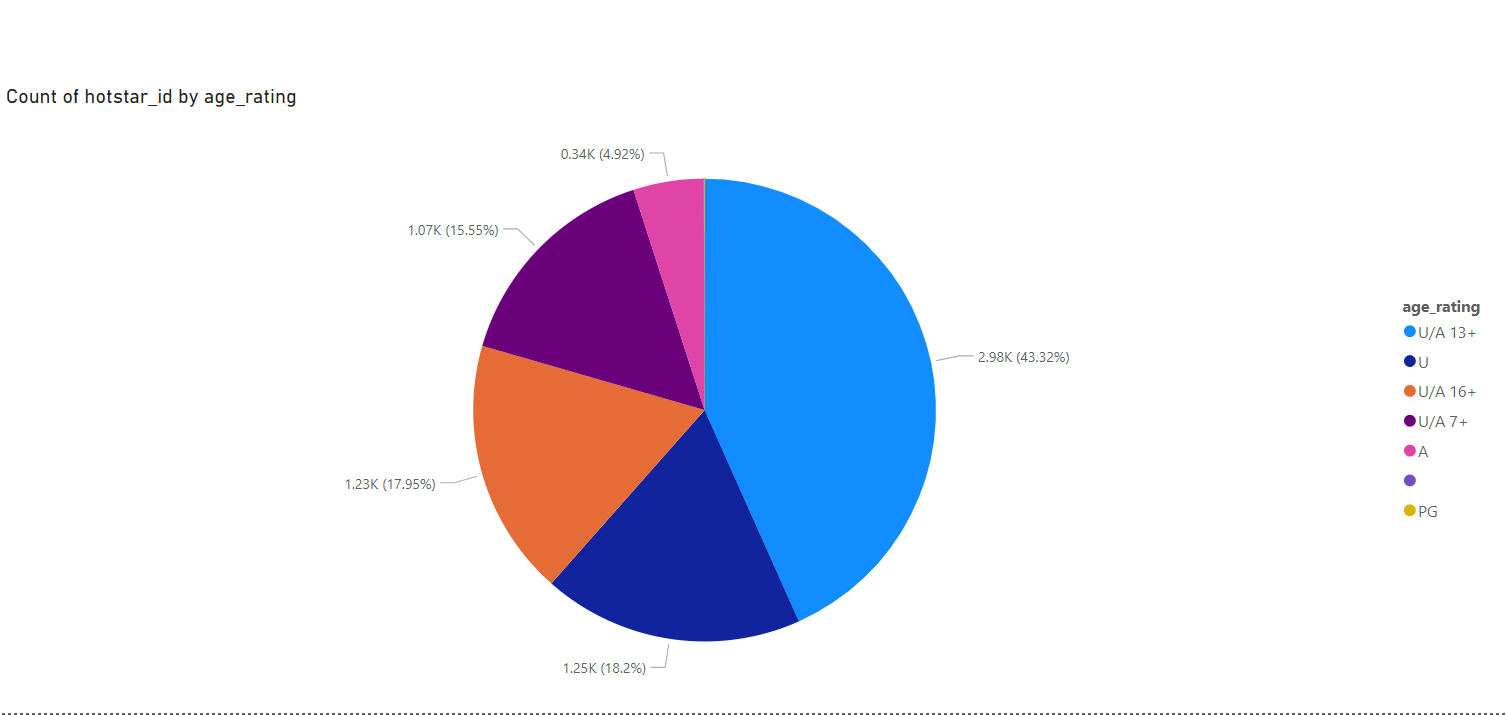 Count of hotstar_id by age_rating
0.34K (4.92%)
1.07K (15.55%)
2.98K (43.32%)
1.23K (17.95%)
1.25K (18.2%)
age_rating
U/A 13+
U
U/A 16+
U/A 7+
A
PG